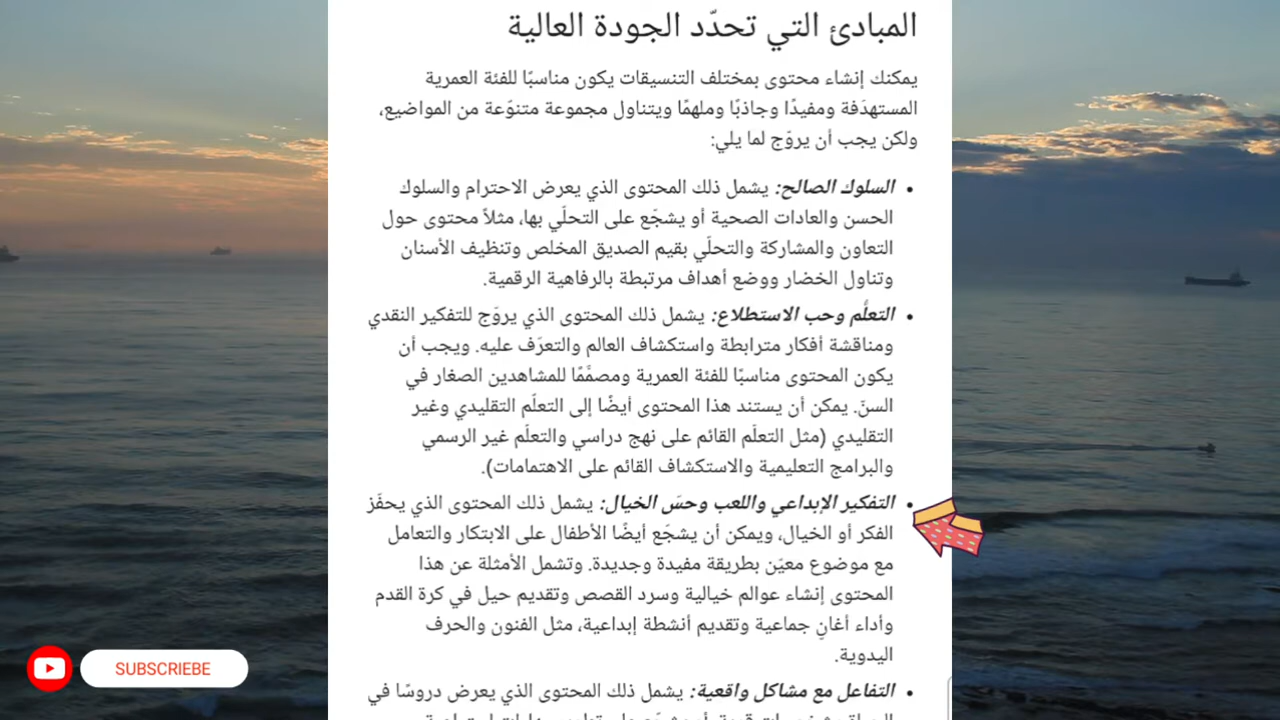 المبادئ التي تحدّد الجودة العالية
يمكنك إنشاء محتوى بمختلف التنسيقات يكون مناسبًا للفئة العمرية
المستهدَفة ومفيدًا وجاذبًا وملهمًا ويتناول مجموعة متنوّعة من المواضيع،
ولكن يجب أن يروّج لما يلي:
• السلوك الصالح: يشمل ذلك المحتوى الذي يعرض الاحترام والسلوك
الحسن والعادات الصحية أو يشجّع على التحلّي بها، مثلاً محتوى حول
التعاون والمشاركة والتحلّي بقيم الصديق المخلص وتنظيف الأسنان
وتناول الخضار ووضع أهداف مرتبطة بالرفاهية الرقمية.
• التعلُّم وحب الاستطلاع: يشمل ذلك المحتوى الذي يروّج للتفكير النقدي
ومناقشة أفكار مترابطة واستكشاف العالم والتعرّف عليه. ويجب أن
يكون المحتوى مناسبًا للفئة العمرية ومصمَّمًا للمشاهدين الصغار في
السنّ. يمكن أن يستند هذا المحتوى أيضًا إلى التعلّم التقليدي وغير
التقليدي (مثل التعلّم القائم على نهج دراسي والتعلّم غير الرسمي
والبرامج التعليمية والاستكشاف القائم على الاهتمامات).
• التفكير الإبداعي واللعب وحسّ الخيال: يشمل ذلك المحتوى الذي يحفّز
الفكر أو الخيال، ويمكن أن يشجّع أيضًا الأطفال على الابتكار والتعامل
مع موضوع معيّن بطريقة مفيدة وجديدة. وتشمل الأمثلة عن هذا
المحتوى إنشاء عوالم خيالية وسرد القصص وتقديم حيل في كرة القدم
وأداء أغانٍ جماعية وتقديم أنشطة إبداعية، مثل الفنون والحرف
اليدوية.
• التفاعل مع مشاكل واقعية: يشمل ذلك المحتوى الذي يعرض دروسًا في
SUBSCRIEBE